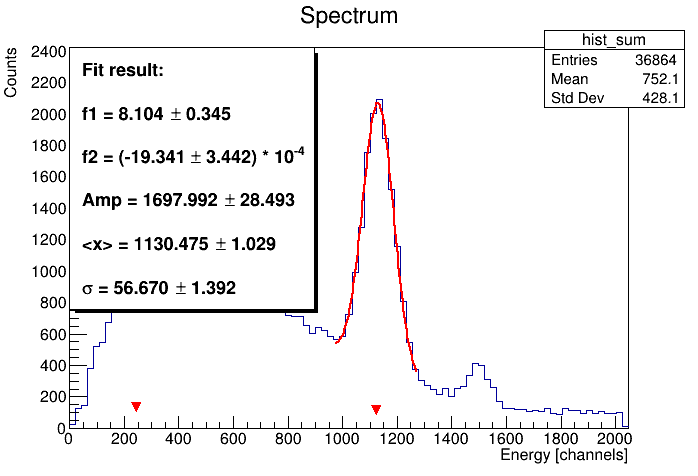 Spectrum
hist_sum
Entries 36864
Mean 752.1
Std Dev 428.1
Counts
2400
2200
2000
1800
1600
1400
1200
1000
800
600
400
200
0
Fit result:
f1 = 8.104 ± 0.345
f2 = (-19.341 ± 3.442) * 10⁻⁴
Amp = 1697.992 ± 28.493
<x> = 1130.475 ± 1.029
σ = 56.670 ± 1.392
0 200 400 600 800 1000 1200 1400 1600 1800 2000
Energy [channels]